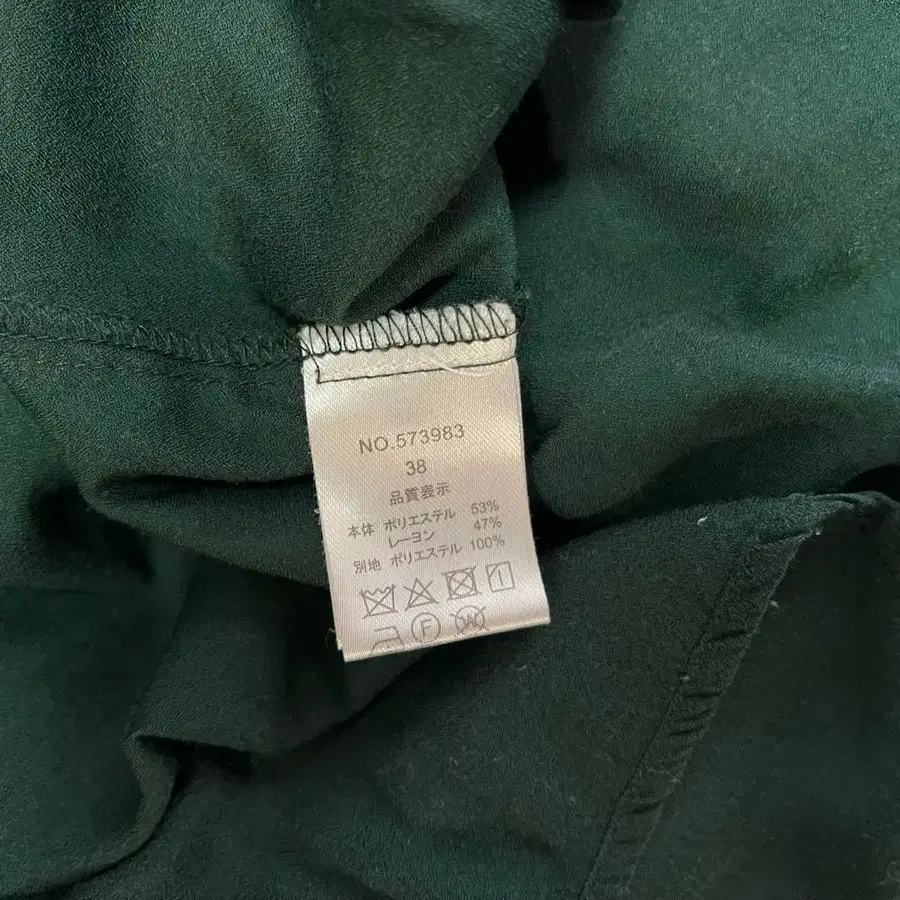 NO.573983
38
品質表示
本体 ポリエステル 53%
レーヨン 47%
別地 ポリエステル 100%
F W